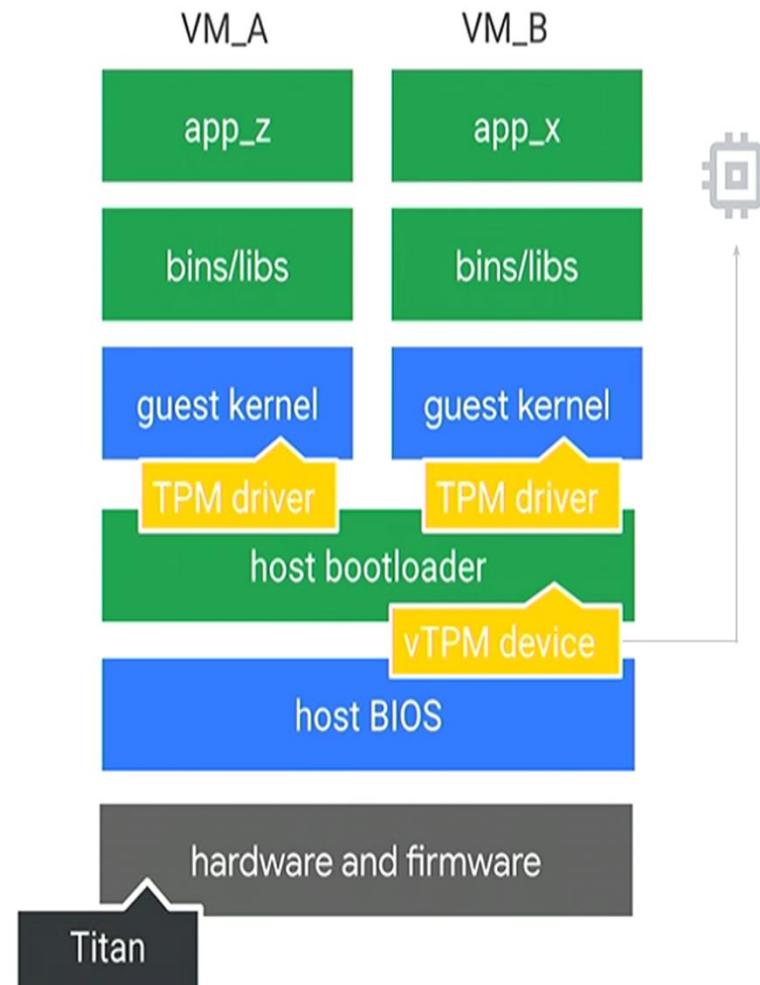 VM_A
VM_B
app_z
app_x
bins/libs
bins/libs
guest kernel
guest kernel
TPM driver
TPM driver
host bootloader
vTPM device
host BIOS
hardware and firmware
Titan